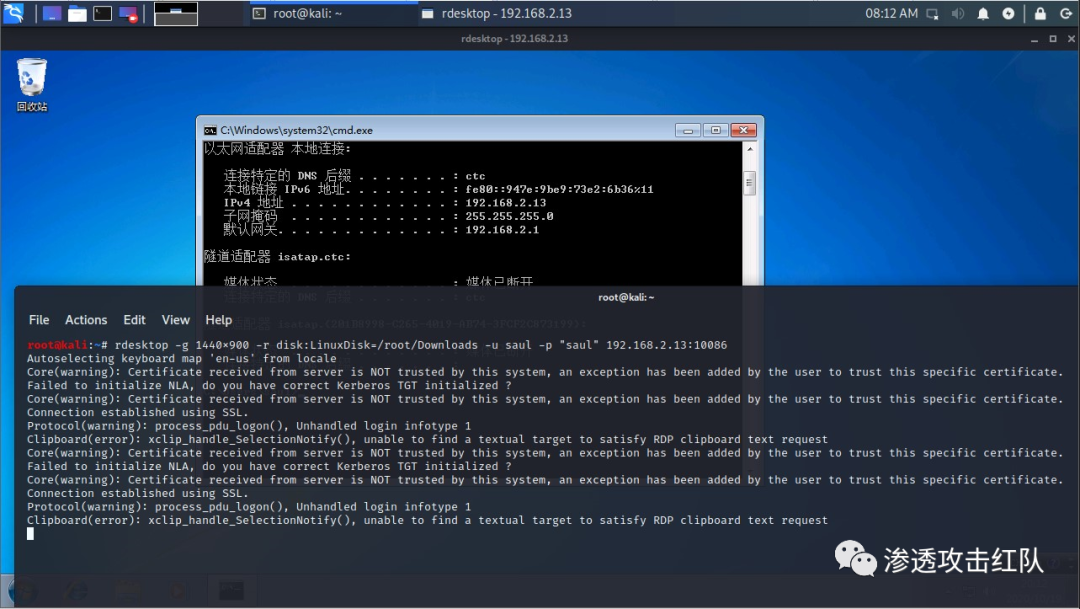 root@kali: ~
rdesktop - 192.168.2.13
08:12 AM
rdesktop - 192.168.2.13
回收站
C:\Windows\system32\cmd.exe
以太网适配器 本地连接:
连接特定的 DNS 后缀 . . . . . . . : ctc
本地链接 IPv6 地址. . . . . . . . : fe80::947e:9be9:73e2:6b36%11
IPv4 地址 . . . . . . . . . . . . : 192.168.2.13
子网掩码 . . . . . . . . . . . . : 255.255.255.0
默认网关. . . . . . . . . . . . . : 192.168.2.1
隧道适配器 isatap.ctc:
媒体状态 . . . . . . . . . . . . : 媒体已断开
连接特定的 DNS 后缀 . . . . . . . : ctc
root@kali: ~
File Actions Edit View Help
root@kali:~# rdesktop -g 1440×900 -r disk:LinuxDisk=/root/Downloads -u saul -p "saul" 192.168.2.13:10086
Autoselecting keyboard map 'en-us' from locale
Core(warning): Certificate received from server is NOT trusted by this system, an exception has been added by the user to trust this specific certificate.
Failed to initialize NLA, do you have correct Kerberos TGT initialized ?
Core(warning): Certificate received from server is NOT trusted by this system, an exception has been added by the user to trust this specific certificate.
Connection established using SSL.
Protocol(warning): process_pdu_logon(), Unhandled login infotype 1
Clipboard(error): xclip_handle_SelectionNotify(), unable to find a textual target to satisfy RDP clipboard text request
Core(warning): Certificate received from server is NOT trusted by this system, an exception has been added by the user to trust this specific certificate.
Failed to initialize NLA, do you have correct Kerberos TGT initialized ?
Core(warning): Certificate received from server is NOT trusted by this system, an exception has been added by the user to trust this specific certificate.
Connection established using SSL.
Protocol(warning): process_pdu_logon(), Unhandled login infotype 1
Clipboard(error): xclip_handle_SelectionNotify(), unable to find a textual target to satisfy RDP clipboard text request
渗透攻击红队